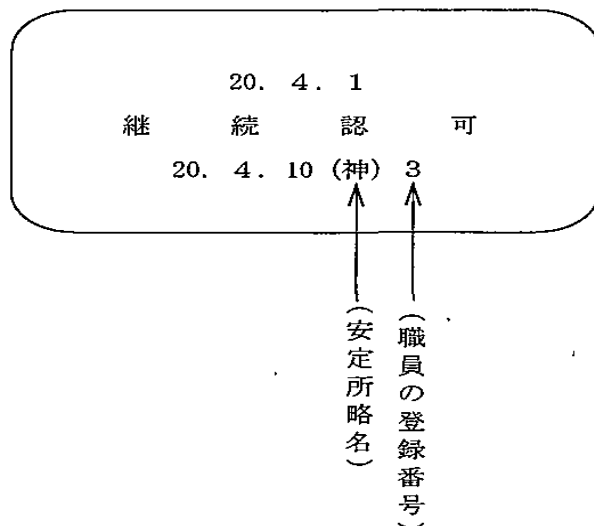 20. 4. 1
継続認可
20. 4. 10 (神) 3
(安定所略名)
(職員の登録番号)